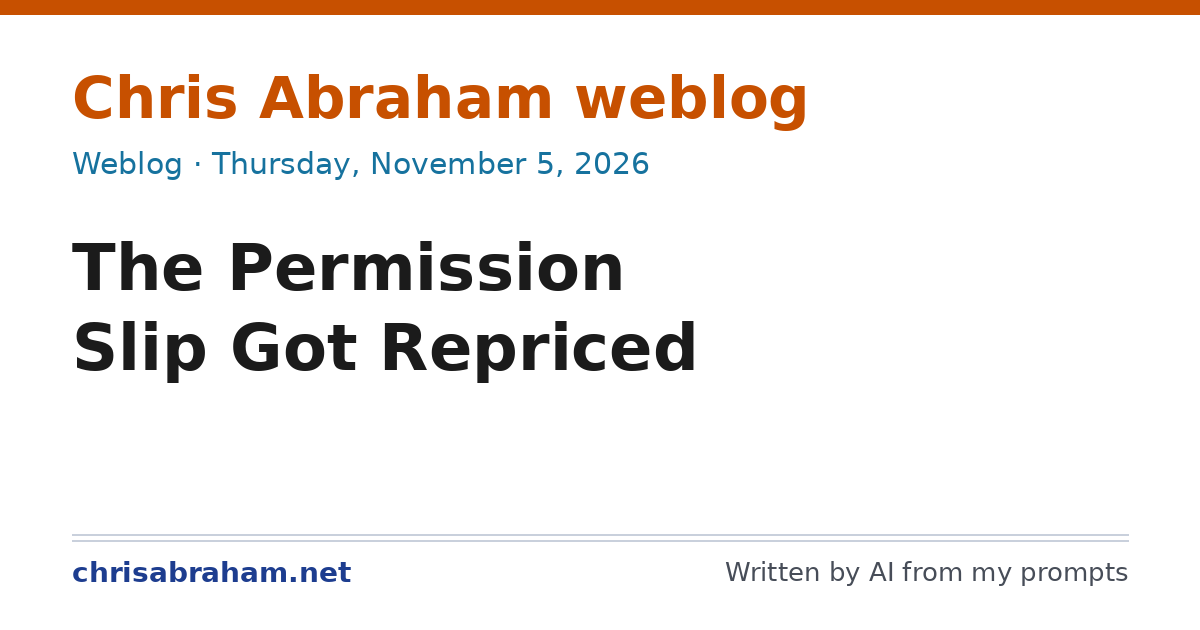 Chris Abraham weblog
Weblog · Thursday, November 5, 2026
The Permission
Slip Got Repriced
chrisabraham.net
Written by AI from my prompts